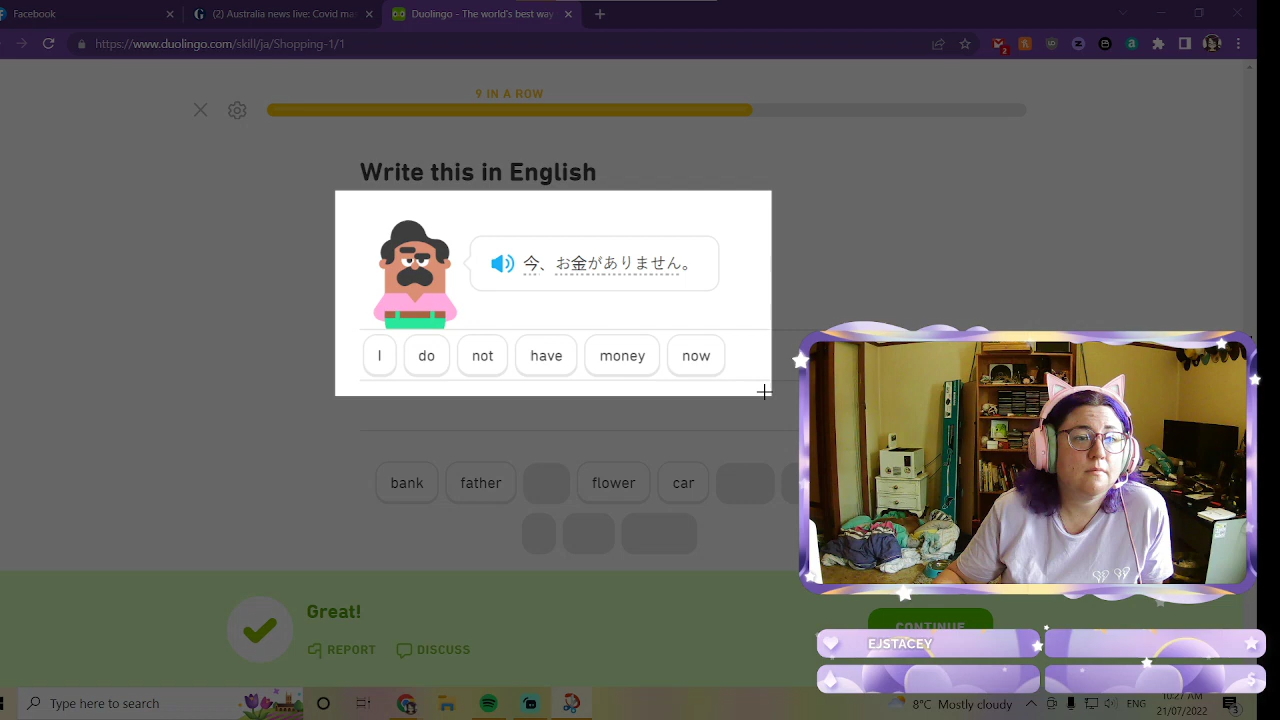 Facebook
(2) Australia news live: Covid ma
Duolingo - The world's best way
https://www.duolingo.com/skill/ja/Shopping-1/1
2
9 IN A ROW
Write this in English
今、お金がありません。
I do not have money now
bank father flower car
Great!
REPORT DISCUSS
CONTINUE
EJSTACEY
$
Type here to search
8°C Mostly cloudy
ENG
10:27 AM
21/07/2022
3